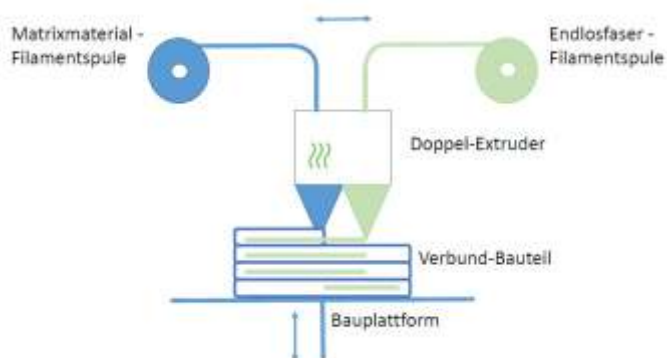 Matrixmaterial -
Filamentspule
Endlosfaser -
Filamentspule
Doppel-Extruder
Verbund-Bauteil
Bauplattform